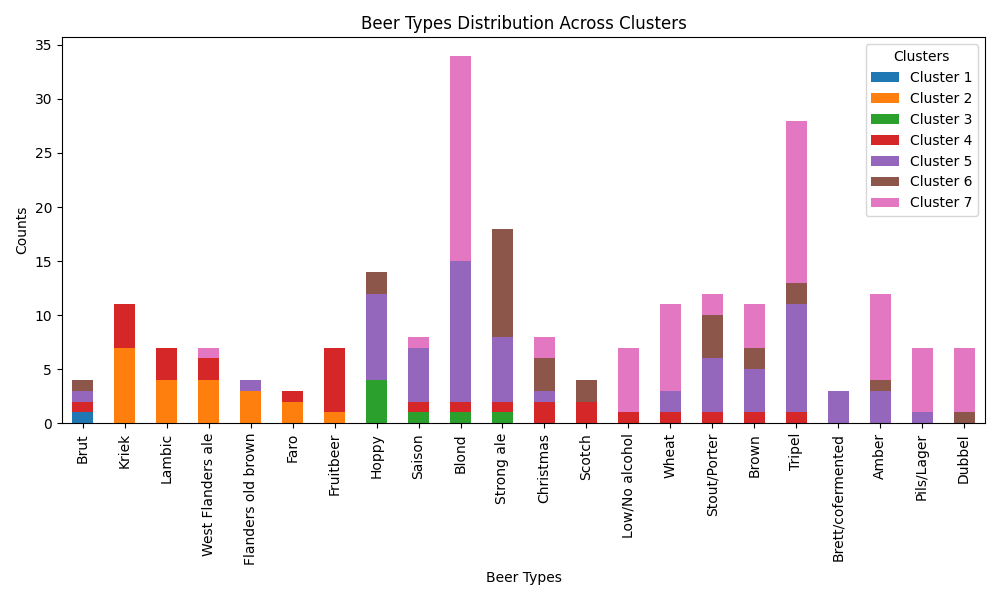 Beer Types Distribution Across Clusters
Counts
35
30
25
20
15
10
5
0
Clusters
Cluster 1
Cluster 2
Cluster 3
Cluster 4
Cluster 5
Cluster 6
Cluster 7
Brut
Kriek
Lambic
West Flanders ale
Flanders old brown
Faro
Fruitbeer
Hoppy
Saison
Blond
Strong ale
Christmas
Scotch
Low/No alcohol
Wheat
Stout/Porter
Brown
Tripel
Brett/cofermented
Amber
Pils/Lager
Dubbel
Beer Types